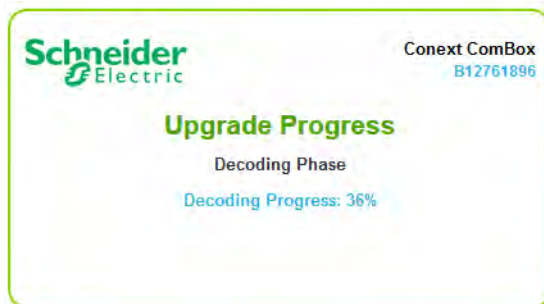 Schneider
Electric
Conext ComBox
B12761896
Upgrade Progress
Decoding Phase
Decoding Progress: 36%